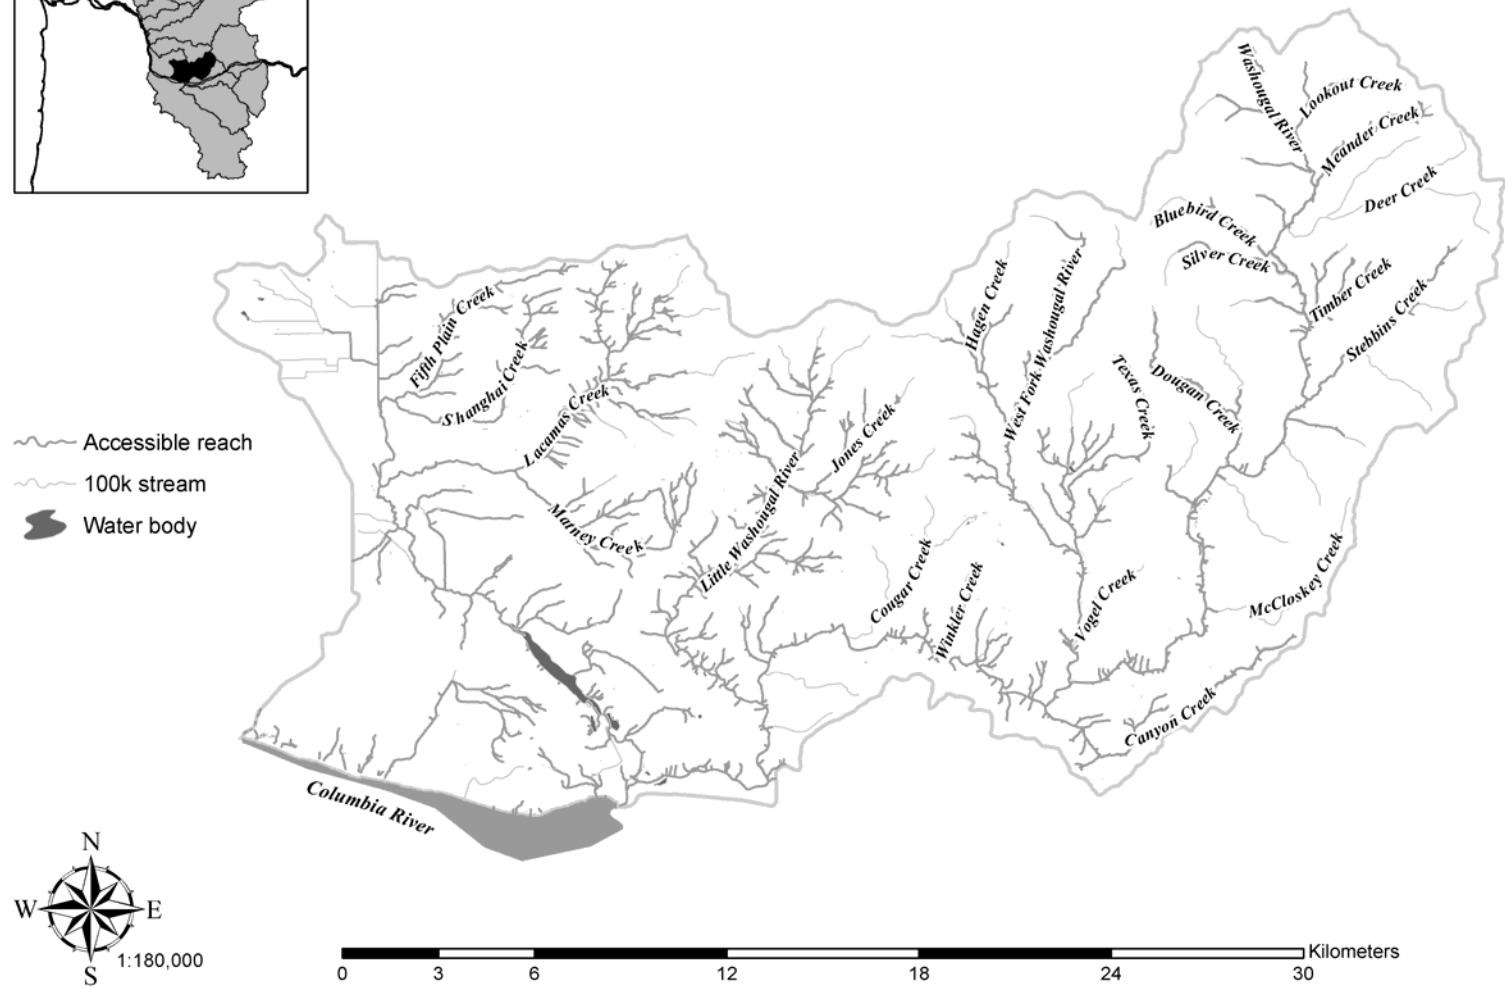 Washougal River
Lookout Creek
Meander Creek
Deer Creek
Bluebird Creek
Silver Creek
Timber Creek
Stebbins Creek
Hagen Creek
West Fork Washougal River
Fifth Plain Creek
Shanghai Creek
Lacamas Creek
Texas Creek
Dougan Creek
Jones Creek
Little Washougal River
Matney Creek
Accessible reach
100k stream
Water body
Cougar Creek
Winkler Creek
Vogel Creek
McCloskey Creek
Canyon Creek
Columbia River
N
W
E
S
1:180,000
Kilometers
0 3 6 12 18 24 30